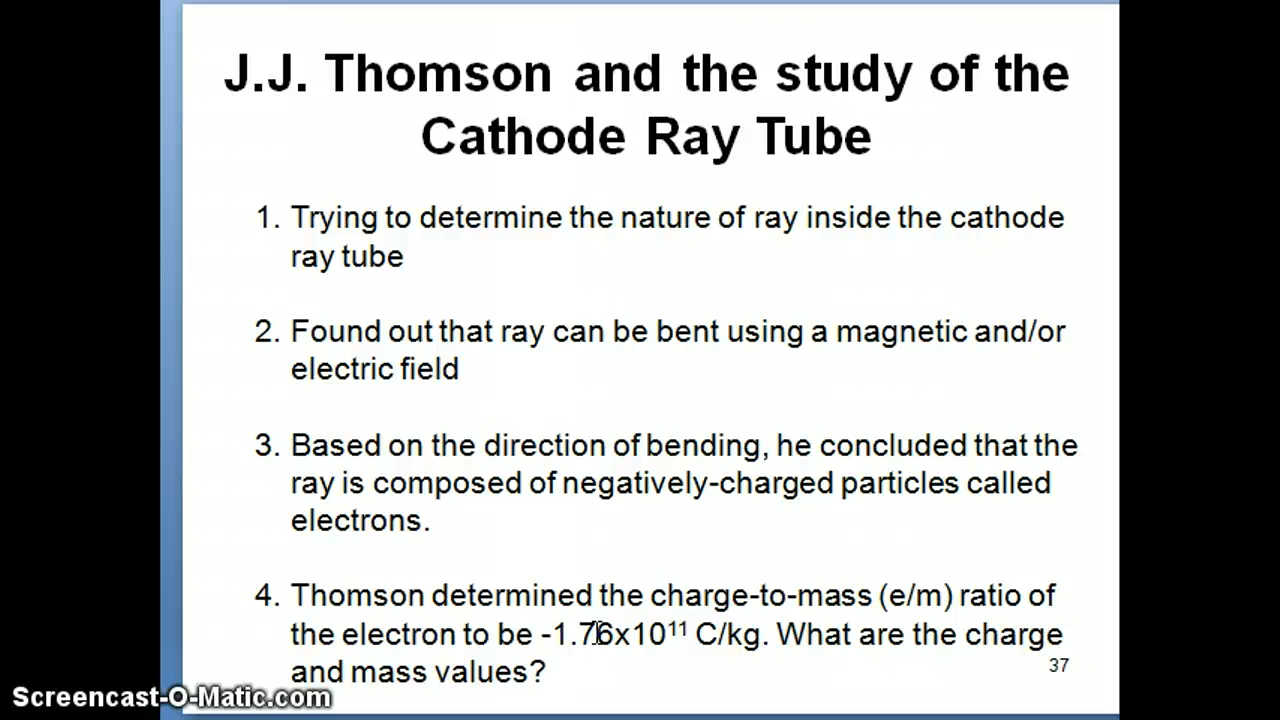 J.J. Thomson and the study of the
Cathode Ray Tube
1. Trying to determine the nature of ray inside the cathode
ray tube
2. Found out that ray can be bent using a magnetic and/or
electric field
3. Based on the direction of bending, he concluded that the
ray is composed of negatively-charged particles called
electrons.
4. Thomson determined the charge-to-mass (e/m) ratio of
the electron to be -1.76x10¹¹ C/kg. What are the charge
and mass values?
37
Screencast-O-Matic.com